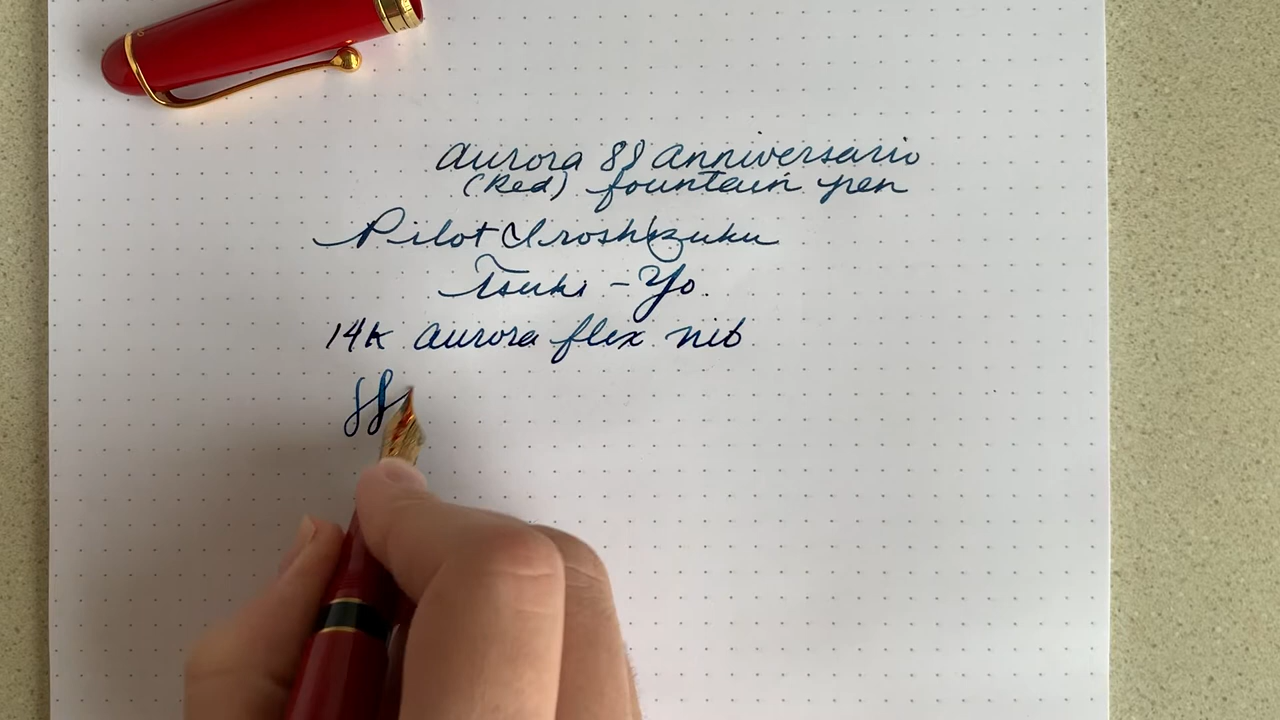 Aurora 88 Anniversario
(Red) fountain pen
Pilot Iroshizuku
Tsuki-Yo
14K Aurora flex nib